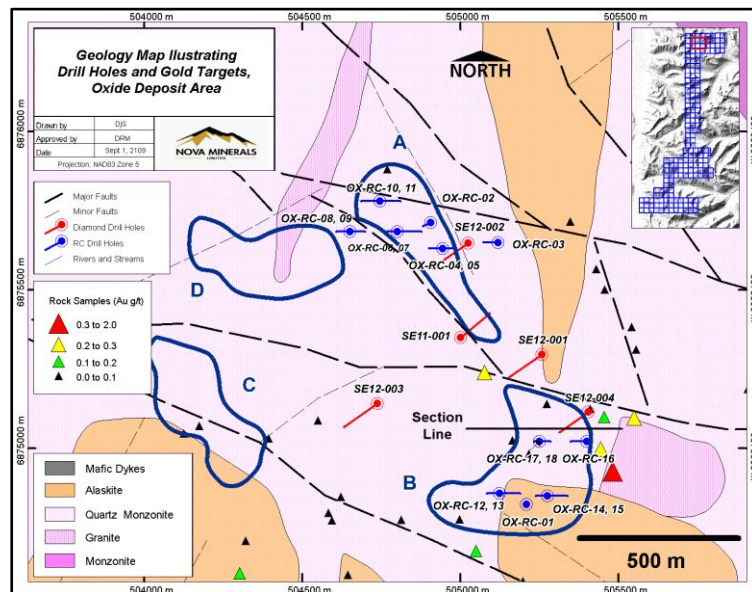 504000 m
504500 m
505000 m
505500 m
Geology Map Ilustrating
Drill Holes and Gold Targets,
Oxide Deposit Area
Drawn by DjS
Approved by DRM
Date Sept 1, 2109
Projection: NAD83 Zone 5
NOVA MINERALS
LIMITED
NORTH
6876000 m
6875500 m
6875000 m
Major Faults
Minor Faults
Diamond Drill Holes
RC Drill Holes
Rivers and Streams
Rock Samples (Au g/t)
0.3 to 2.0
0.2 to 0.3
0.1 to 0.2
0.0 to 0.1
Mafic Dykes
Alaskite
Quartz Monzonite
Granite
Monzonite
A
OX-RC-10, 11
OX-RC-02
OX-RC-08, 09
SE12-002
OX-RC-03
OX-RC-06, 07
OX-RC-04, 05
D
SE11-001
SE12-001
C
SE12-003
SE12-004
Section
Line
OX-RC-17, 18
OX-RC-16
B
OX-RC-12, 13
OX-RC-14, 15
OX-RC-01
500 m
504000 m
504500 m
505000 m
505500 m